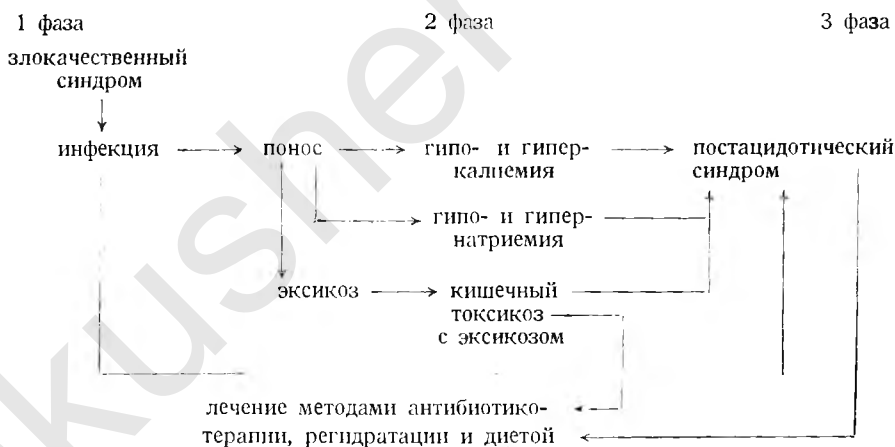 1 фаза 2 фаза 3 фаза
злокачественный
синдром
инфекция понос гипо- и гипер- постацидотический
калиемия синдром
гипо- и гипер-
натриемия
эксикоз кишечный
токсикоз
с эксикозом
лечение методами антибиотико-
терапии, регидратации и диетой